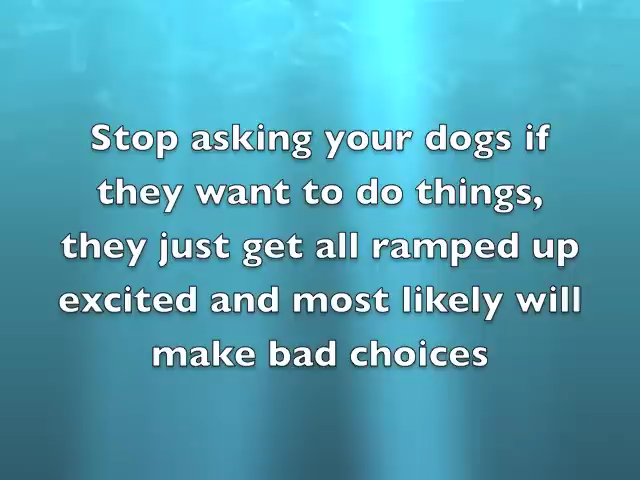 Stop asking your dogs if
they want to do things,
they just get all ramped up
excited and most likely will
make bad choices